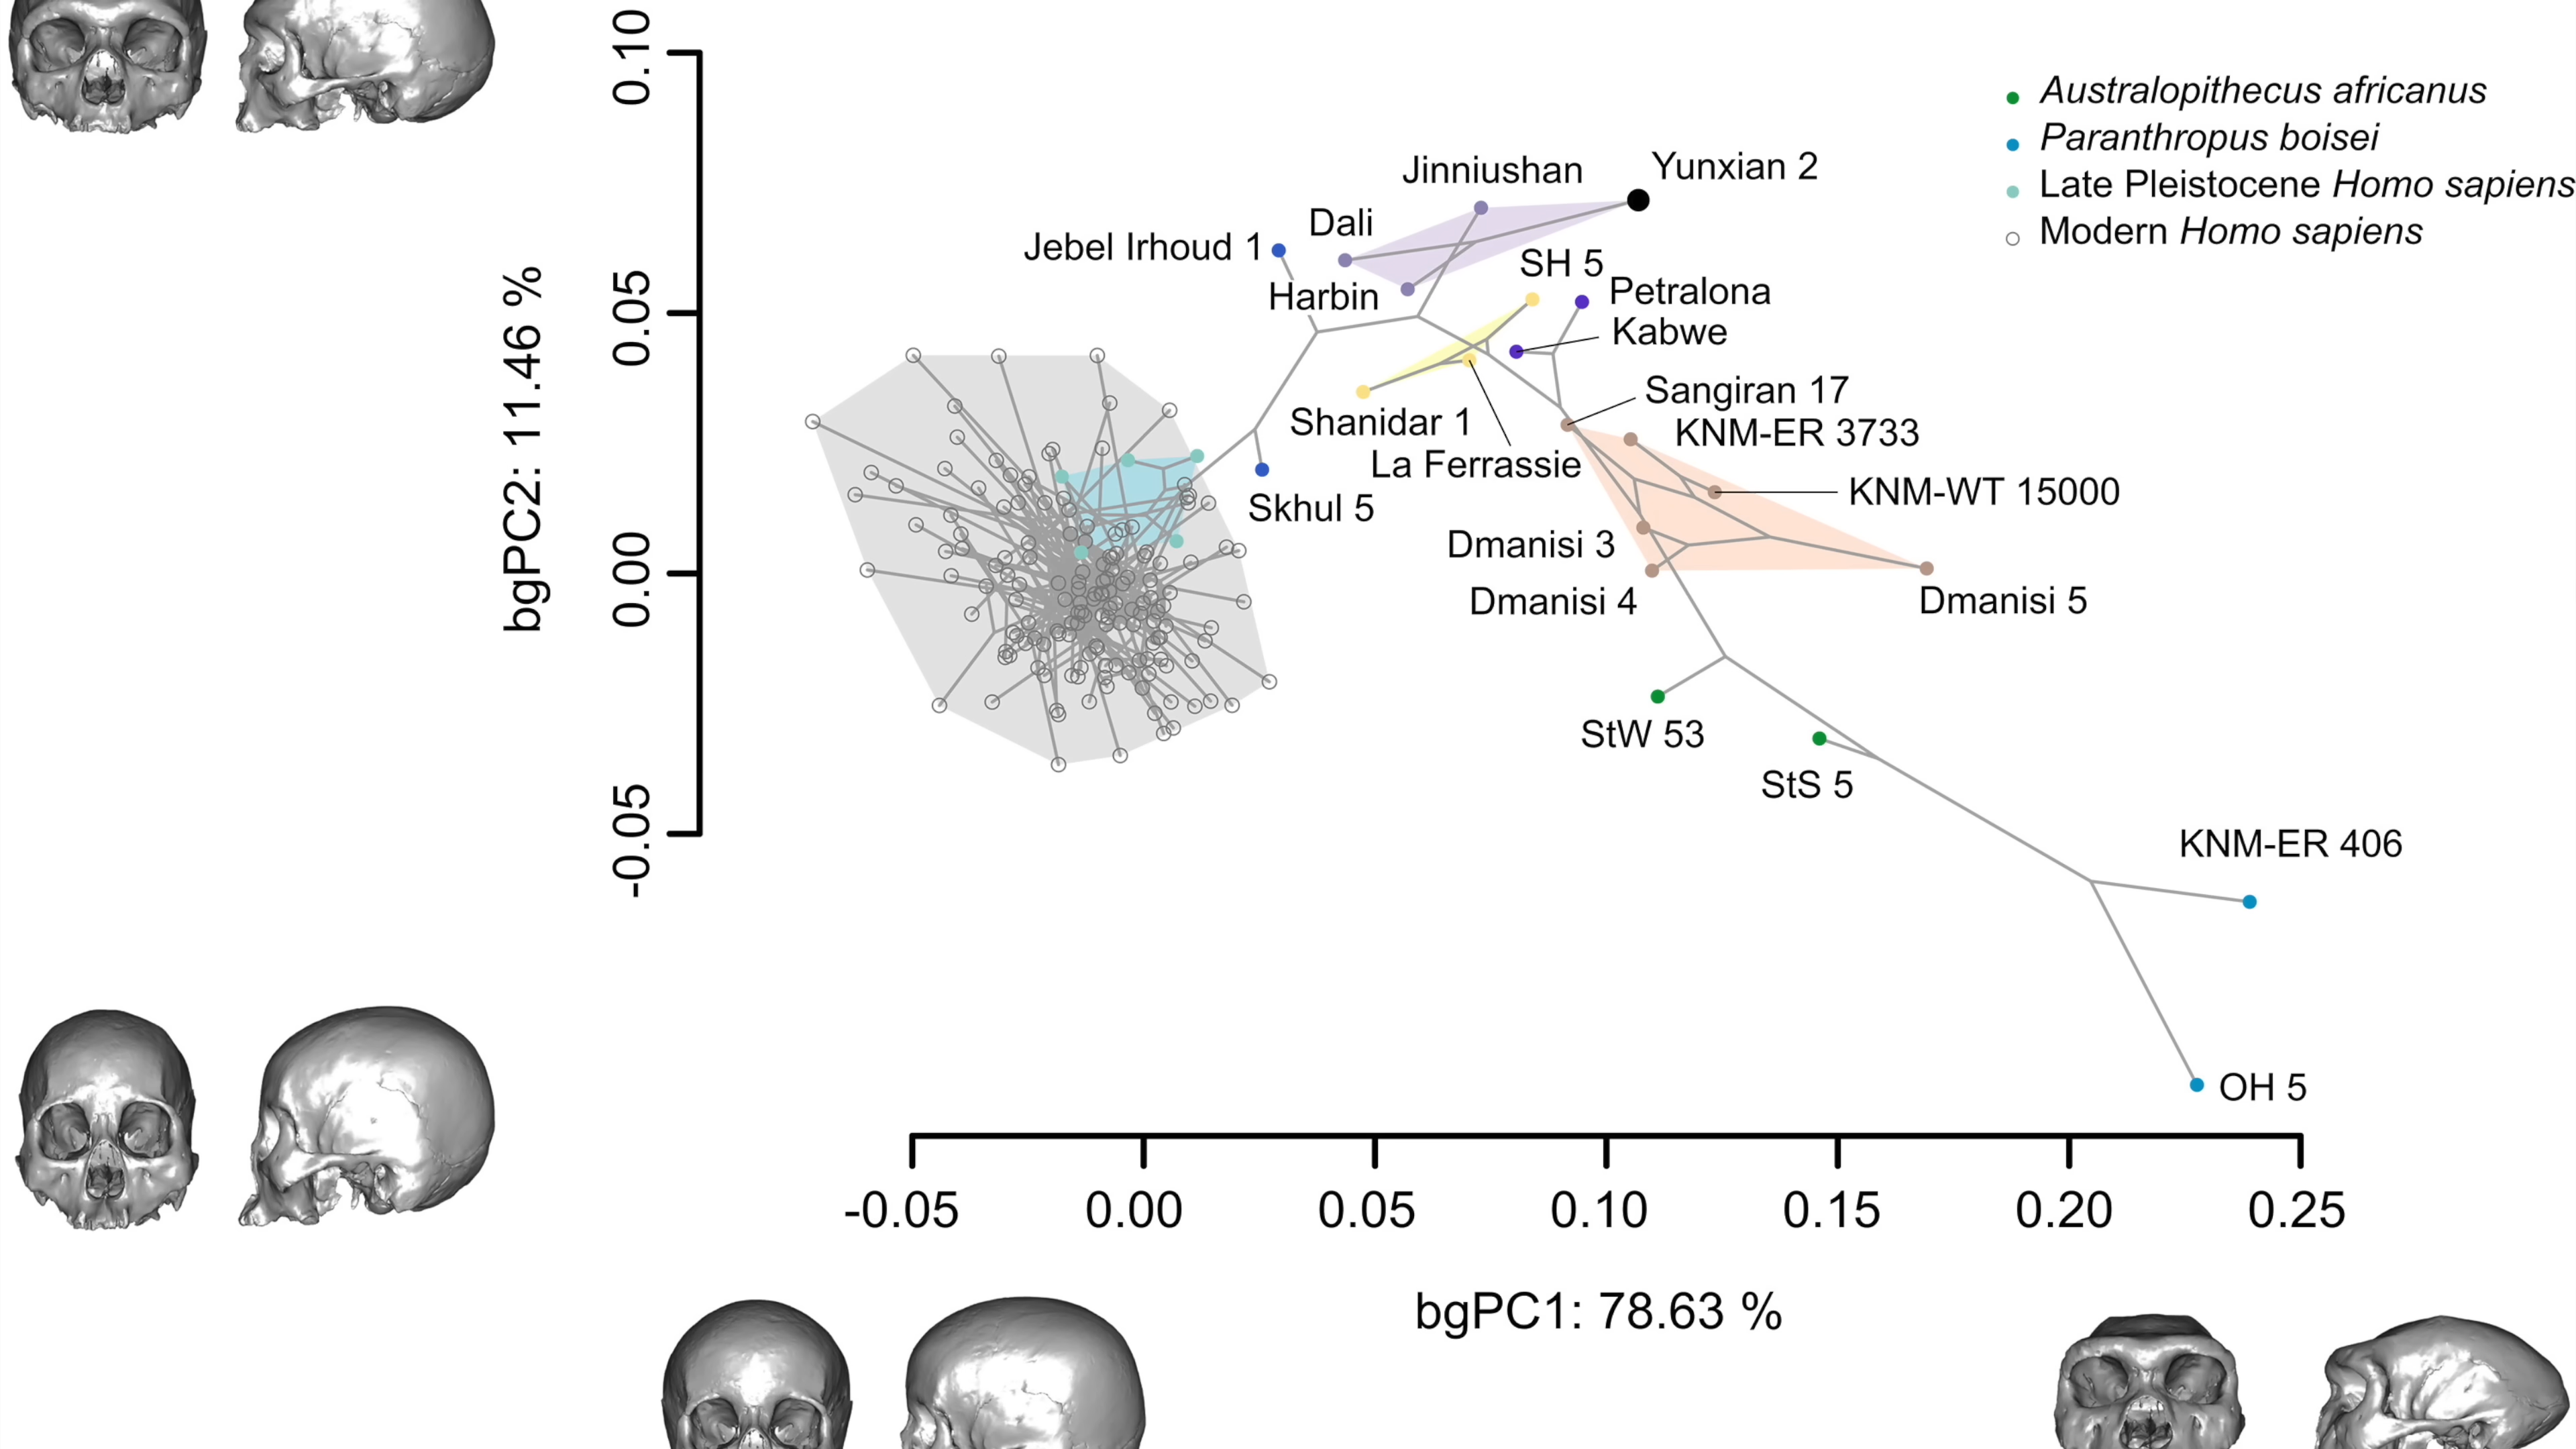 0.10
0.05
0.00
-0.05
bgPC2: 11.46 %
Australopithecus africanus
Paranthropus boisei
Late Pleistocene Homo sapiens
Modern Homo sapiens
Jinniushan
Yunxian 2
Dali
Jebel Irhoud 1
SH 5
Harbin
Petralona
Kabwe
Sangiran 17
Shanidar 1
KNM-ER 3733
La Ferrassie
KNM-WT 15000
Skhul 5
Dmanisi 3
Dmanisi 4
Dmanisi 5
StW 53
StS 5
KNM-ER 406
OH 5
-0.05 0.00 0.05 0.10 0.15 0.20 0.25
bgPC1: 78.63 %